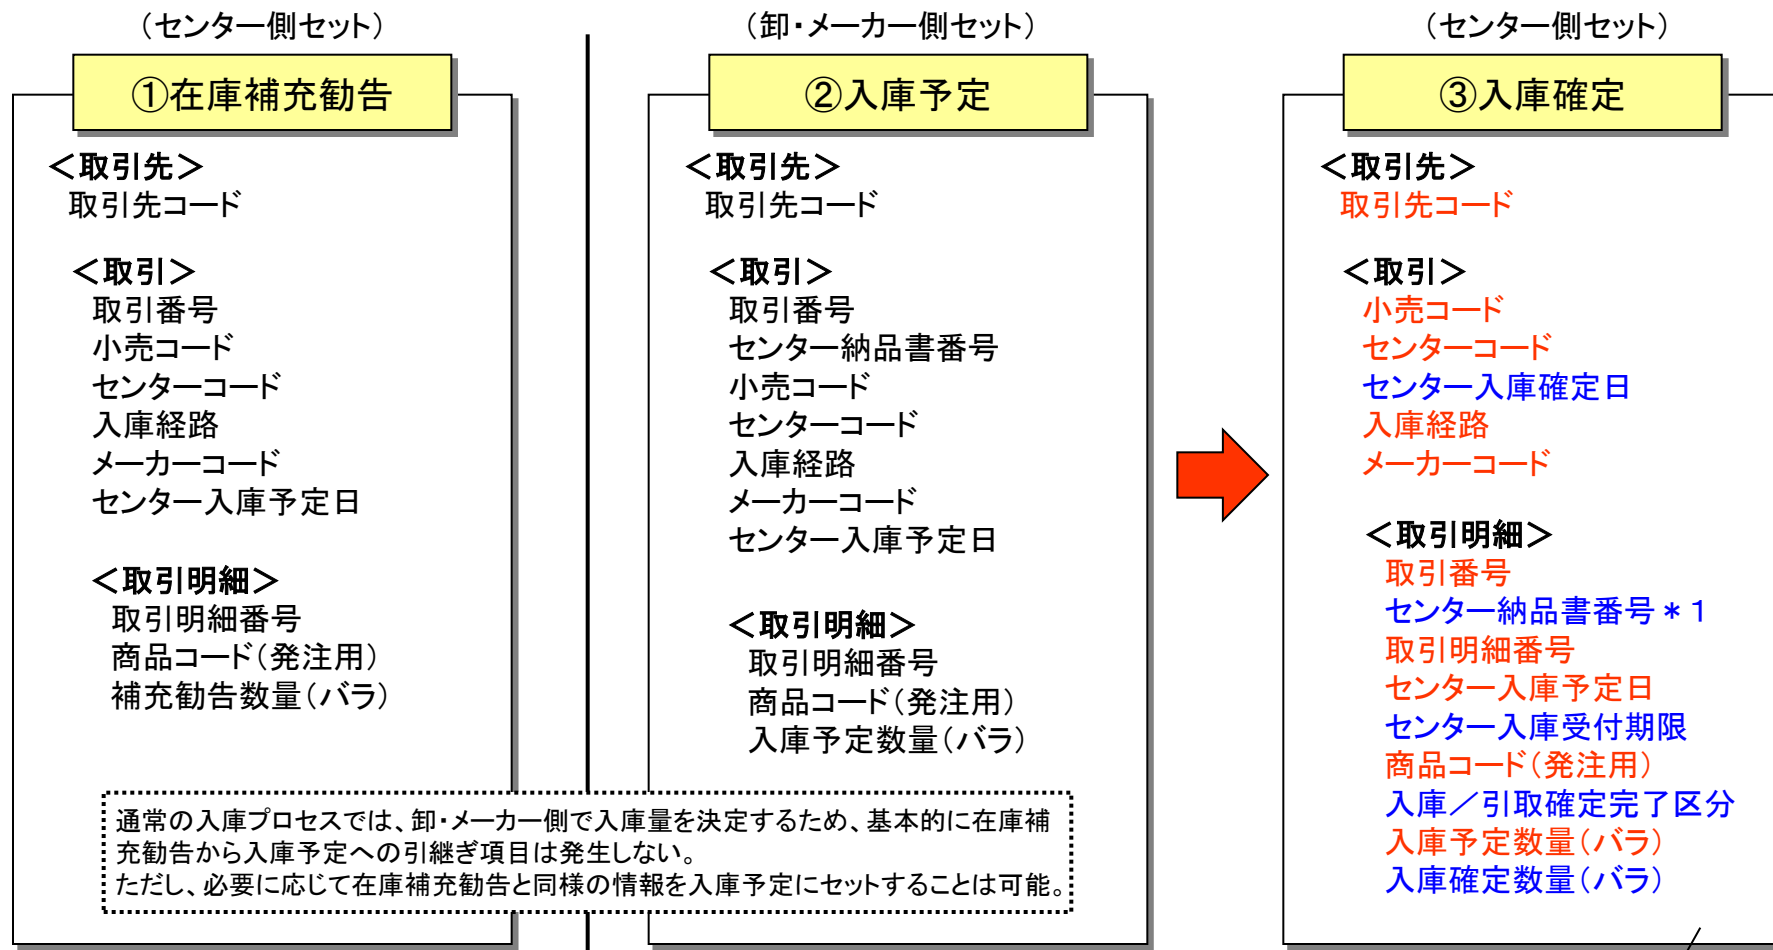 （センター側セット）
①在庫補充勧告
＜取引先＞
取引先コード
＜取引＞
取引番号
小売コード
センターコード
入庫経路
メーカーコード
センター入庫予定日
＜取引明細＞
取引明細番号
商品コード（発注用）
補充勧告数量（バラ）
（卸・メーカー側セット）
②入庫予定
＜取引先＞
取引先コード
＜取引＞
取引番号
センター納品書番号
小売コード
センターコード
入庫経路
メーカーコード
センター入庫予定日
＜取引明細＞
取引明細番号
商品コード（発注用）
入庫予定数量（バラ）
通常の入庫プロセスでは、卸・メーカー側で入庫量を決定するため、基本的に在庫補
充勧告から入庫予定への引継ぎ項目は発生しない。
ただし、必要に応じて在庫補充勧告と同様の情報を入庫予定にセットすることは可能。
（センター側セット）
③入庫確定
＜取引先＞
取引先コード
＜取引＞
小売コード
センターコード
センター入庫確定日
入庫経路
メーカーコード
＜取引明細＞
取引番号
センター納品書番号＊１
取引明細番号
センター入庫予定日
センター入庫受付期限
商品コード（発注用）
入庫／引取確定完了区分
入庫予定数量（バラ）
入庫確定数量（バラ）